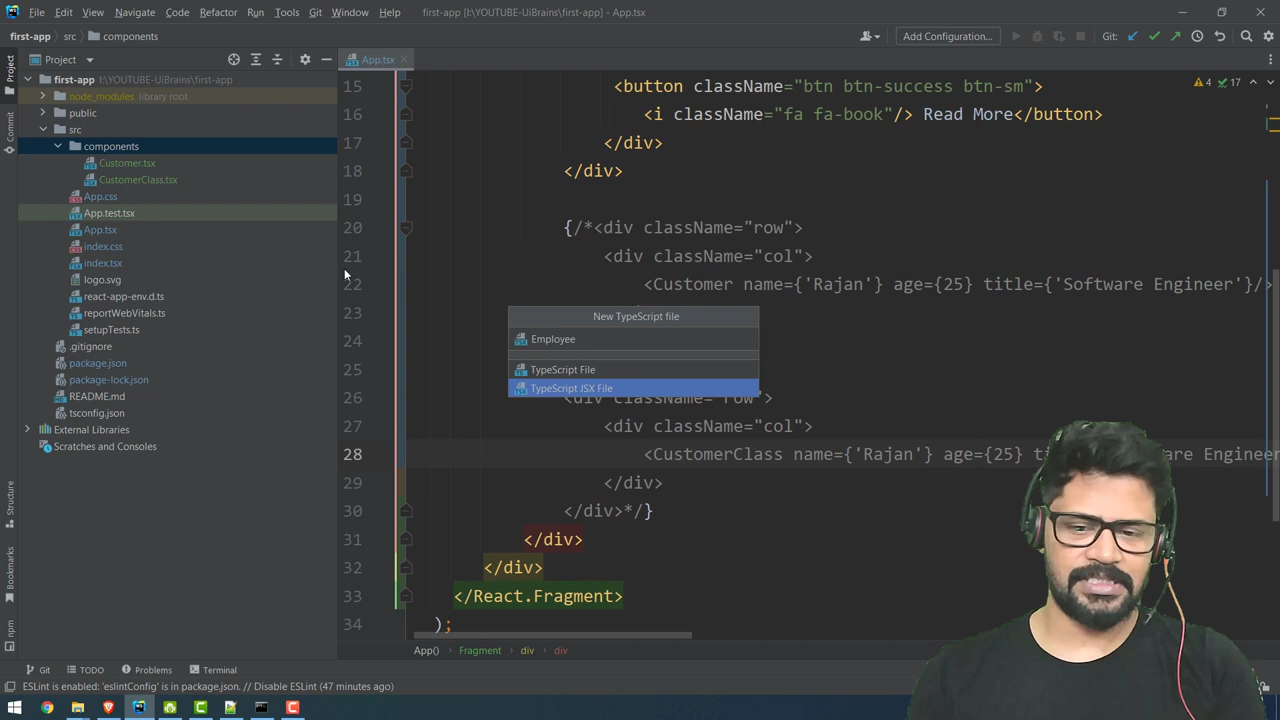 File Edit View Navigate Code Refactor Run Tools Git Window Help first-app [I:\YOUTUBE-UiBrains\first-app] - App.tsx
first-app src components Add Configuration... Git:
Project Project App.tsx
first-app I:\YOUTUBE-UiBrains\first-app
node_modules library root
public
src
components
Customer.tsx
CustomerClass.tsx
App.css
App.test.tsx
App.tsx
index.css
index.tsx
logo.svg
react-app-env.d.ts
reportWebVitals.ts
setupTests.ts
.gitignore
package.json
package-lock.json
README.md
tsconfig.json
External Libraries
Scratches and Consoles
Commit
Structure
Bookmarks
npm
4 17
15 <button className="btn btn-success btn-sm">
16 <i className="fa fa-book"/> Read More</button>
17 </div>
18 </div>
19
20 {/*<div className="row">
21 <div className="col">
22 <Customer name={'Rajan'} age={25} title={'Software Engineer'}/>
23
24
25
26 <div className="row">
27 <div className="col">
28 <CustomerClass name={'Rajan'} age={25} Engineer
29 </div>
30 </div>*/}
31 </div>
32 </div>
33 </React.Fragment>
34 );
New TypeScript file
Employee
TypeScript File
TypeScript JSX File
App() Fragment div div
Git TODO Problems Terminal
ESLint is enabled: 'eslintConfig' is in package.json. // Disable ESLint (47 minutes ago)